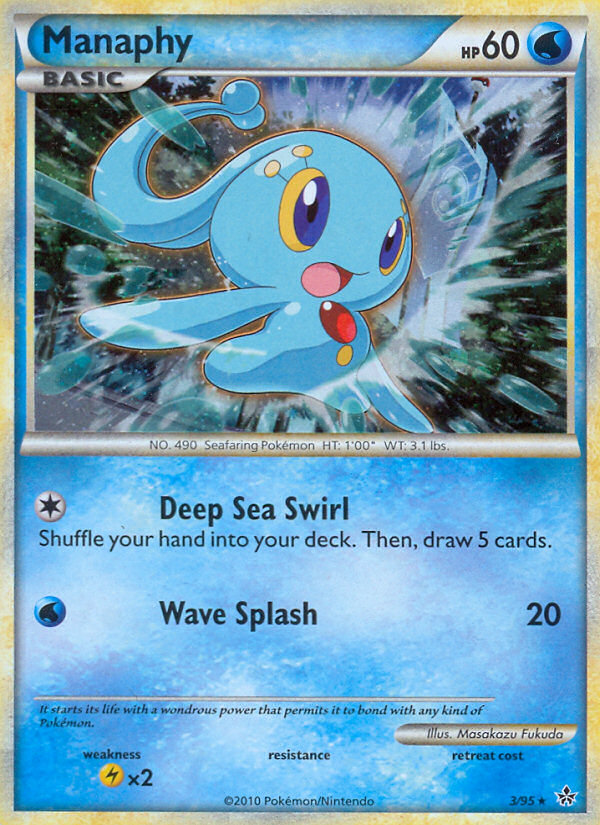 Manaphy
HP60
BASIC
NO. 490 Seafaring Pokémon HT: 1'00" WT: 3.1 lbs.
Deep Sea Swirl
Shuffle your hand into your deck. Then, draw 5 cards.
Wave Splash 20
It starts its life with a wondrous power that permits it to bond with any kind of
Pokémon.
Illus. Masakazu Fukuda
weakness resistance retreat cost
×2
©2010 Pokémon/Nintendo 3/95 ★